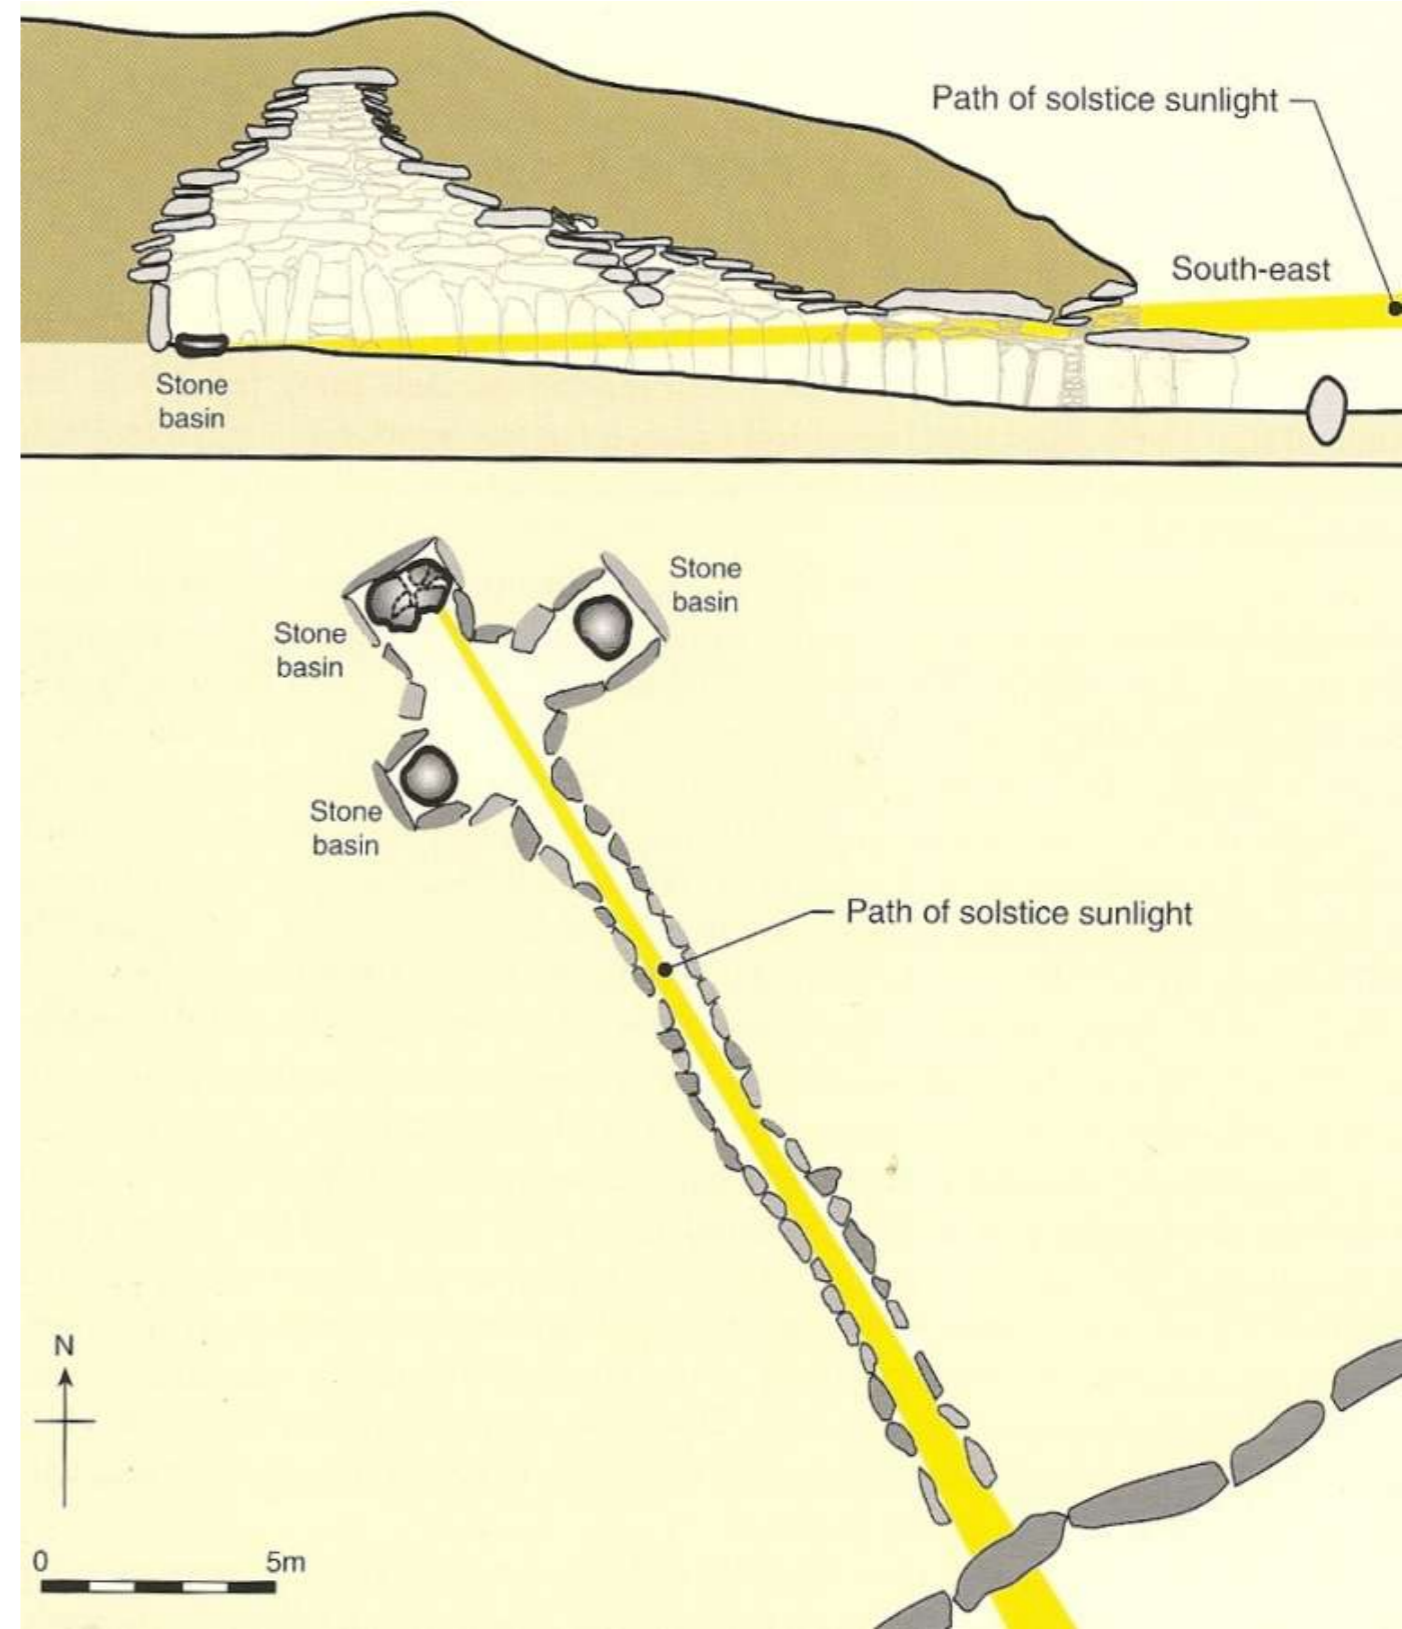 Path of solstice sunlight
South-east
Stone
basin
Stone
basin
Stone
basin
Stone
basin
Path of solstice sunlight
N
0 5m